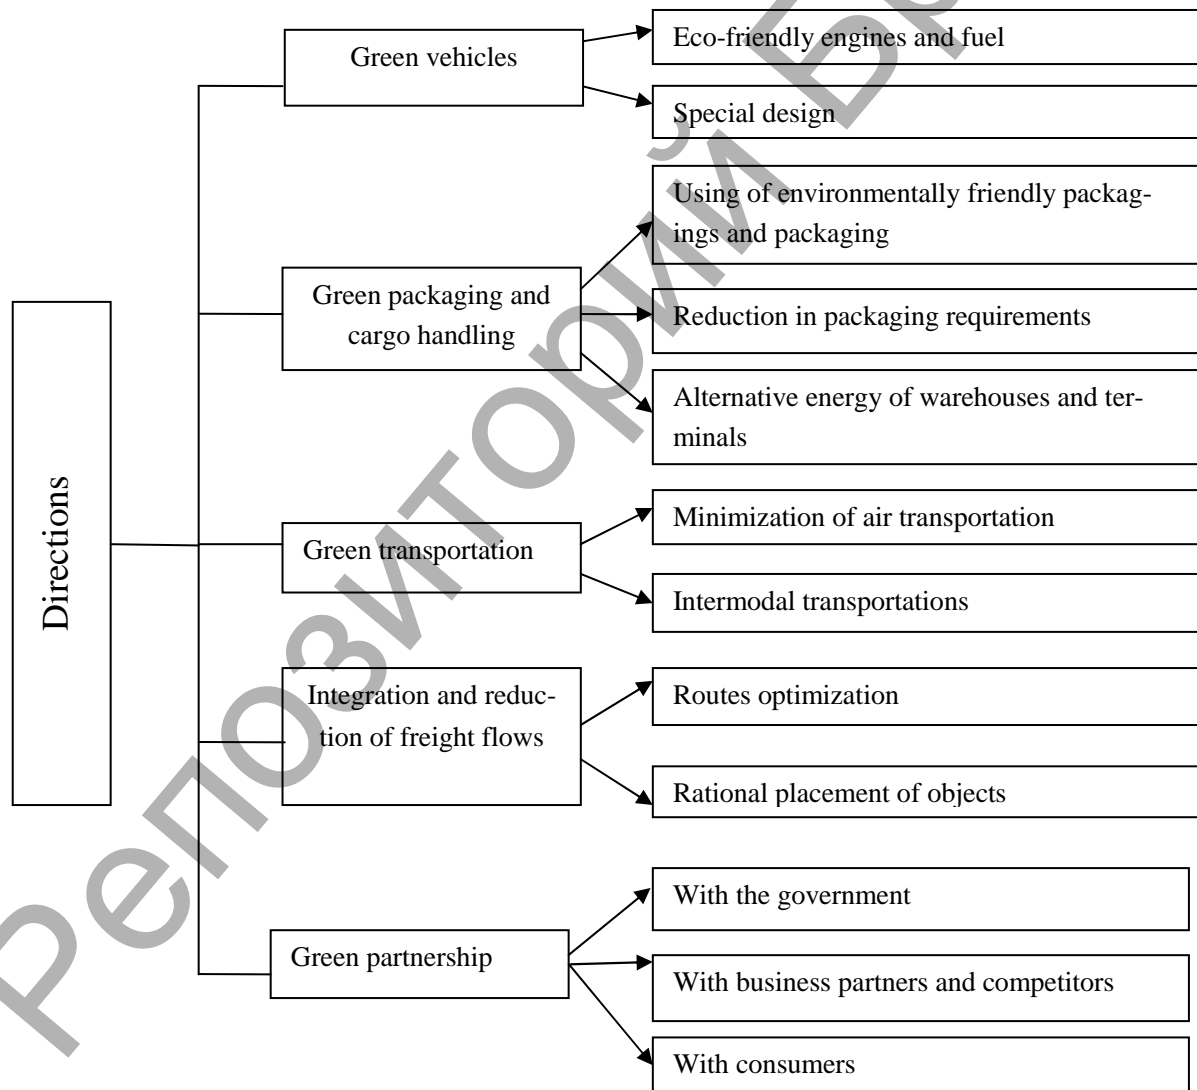 Directions
Green vehicles
Eco-friendly engines and fuel
Special design
Green packaging and
cargo handling
Using of environmentally friendly packag-
ings and packaging
Reduction in packaging requirements
Alternative energy of warehouses and ter-
minals
Green transportation
Minimization of air transportation
Intermodal transportations
Integration and reduc-
tion of freight flows
Routes optimization
Rational placement of objects
Green partnership
With the government
With business partners and competitors
With consumers
Репозиторий